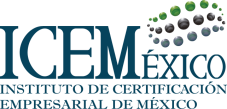 ICEMÉXICO
INSTITUTO DE CERTIFICACIÓN
EMPRESARIAL DE MÉXICO